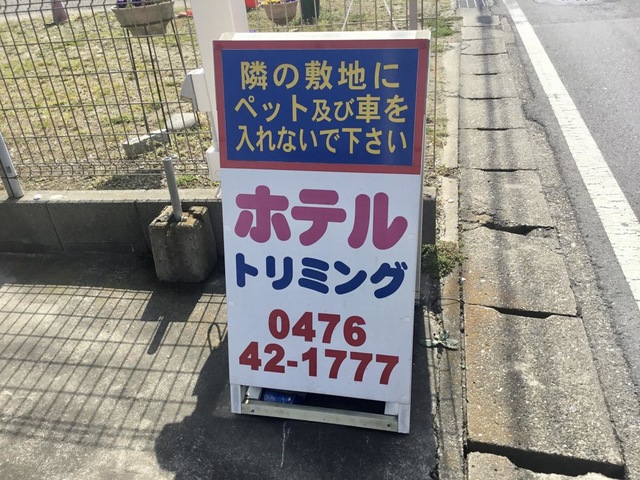 隣の敷地に
ペット及び車を
入れないで下さい
ホテル
トリミング
0476
42-1777